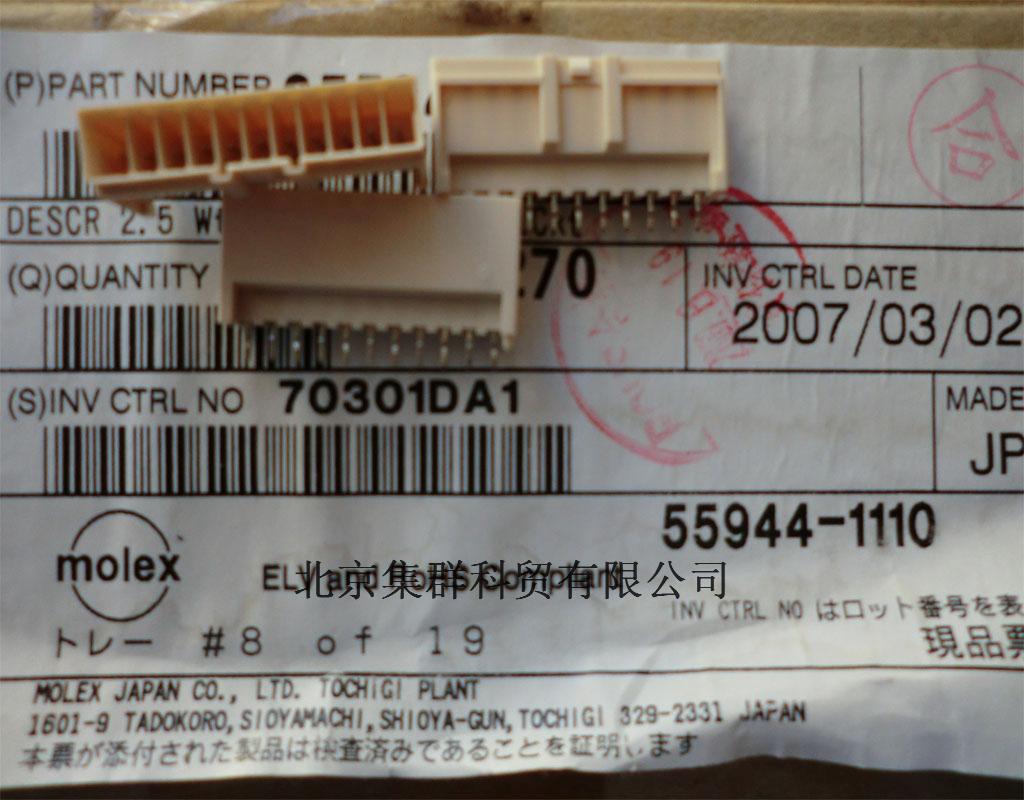 (P)PART NUMBER
合
DESCR 2.5
(Q)QUANTITY 270
INV CTRL DATE
2007/03/02
(S)INV CTRL NO 70301DA1
MADE
JP
55944-1110
molex
ELV and RoHS Compliant
北京集群科贸有限公司
INV CTRL NO はロット番号を表
トレー #8 of 19
現品票
MOLEX JAPAN CO., LTD. TOCHIGI PLANT
1601-9 TADOKORO,SIOYAMACHI,SHIOYA-GUN,TOCHIGI 329-2331 JAPAN
本票が添付された製品は検査済みであることを証明します